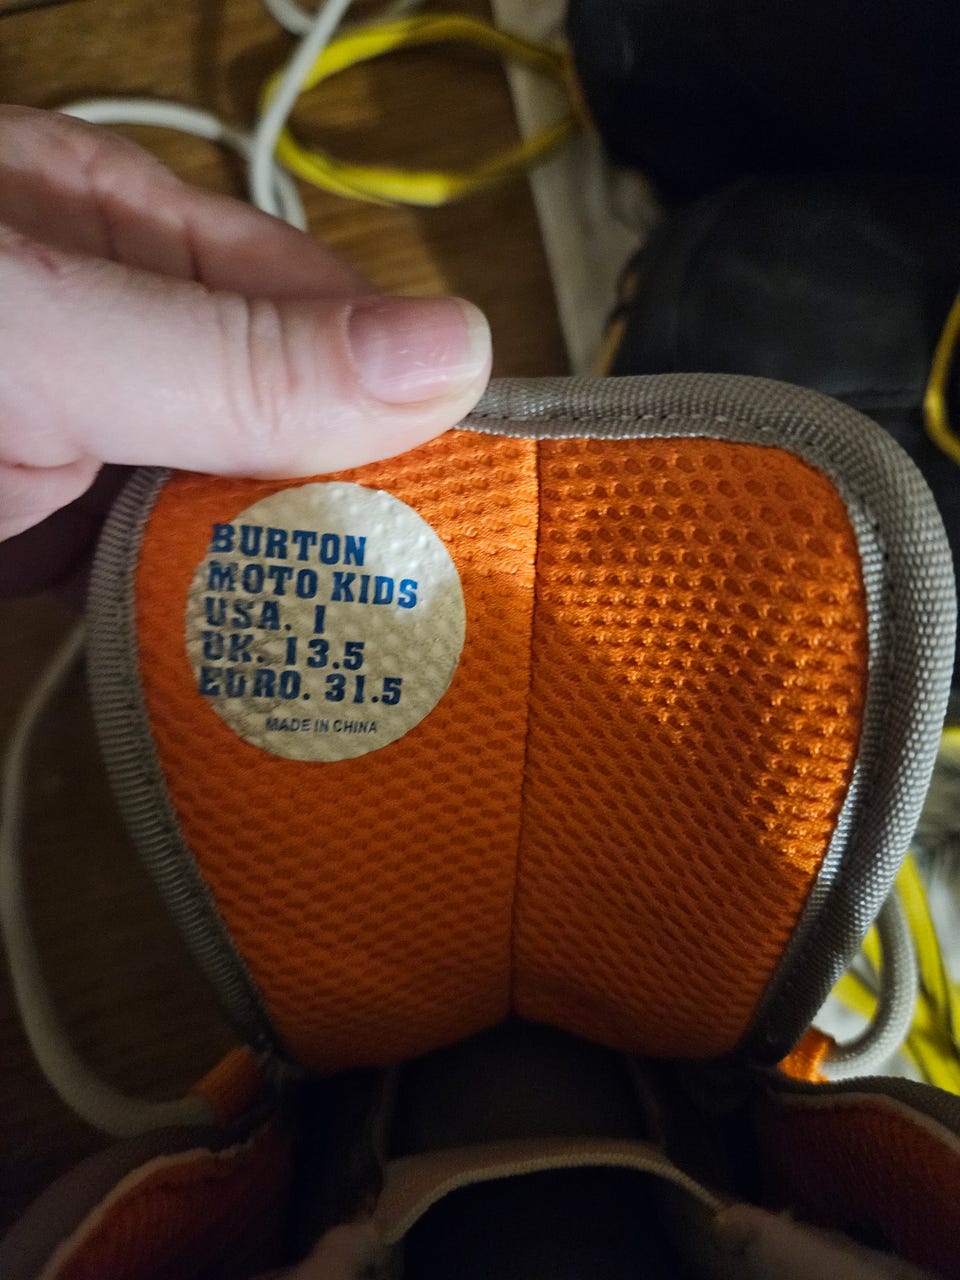 BURTON
MOTO KIDS
USA. 1
UK. 13.5
EURO. 31.5
MADE IN CHINA